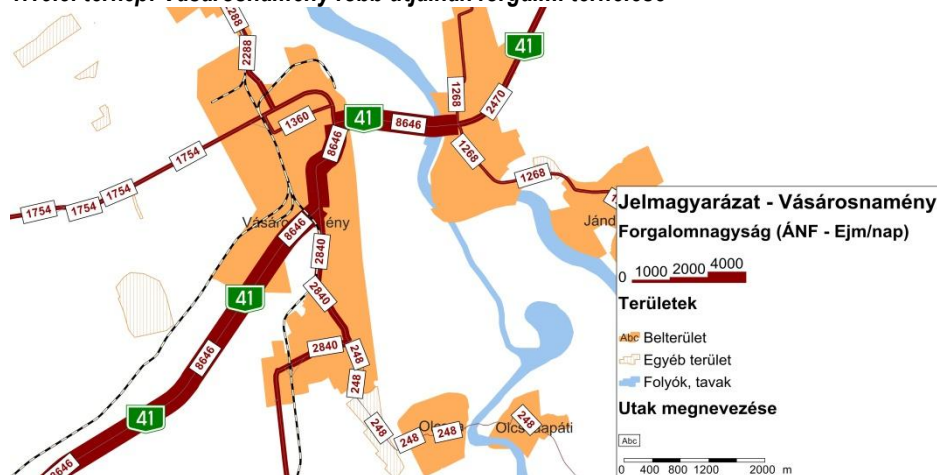 2288
2288
41
1268
2470
1360
41
8646
8646
1268
1754
1754
1754
1754
1268
8646
2840
2840
41
8646
2840
248
248
41
248
248
248
8646
Jánd
Jelmagyarázat - Vásárosnamény
Forgalomnagyság (ÁNF - Ejm/nap)
0 1000 2000 4000
Területek
Abc Belterület
Egyéb terület
Folyók, tavak
Utak megnevezése
Abc
0 400 800 1200 2000 m